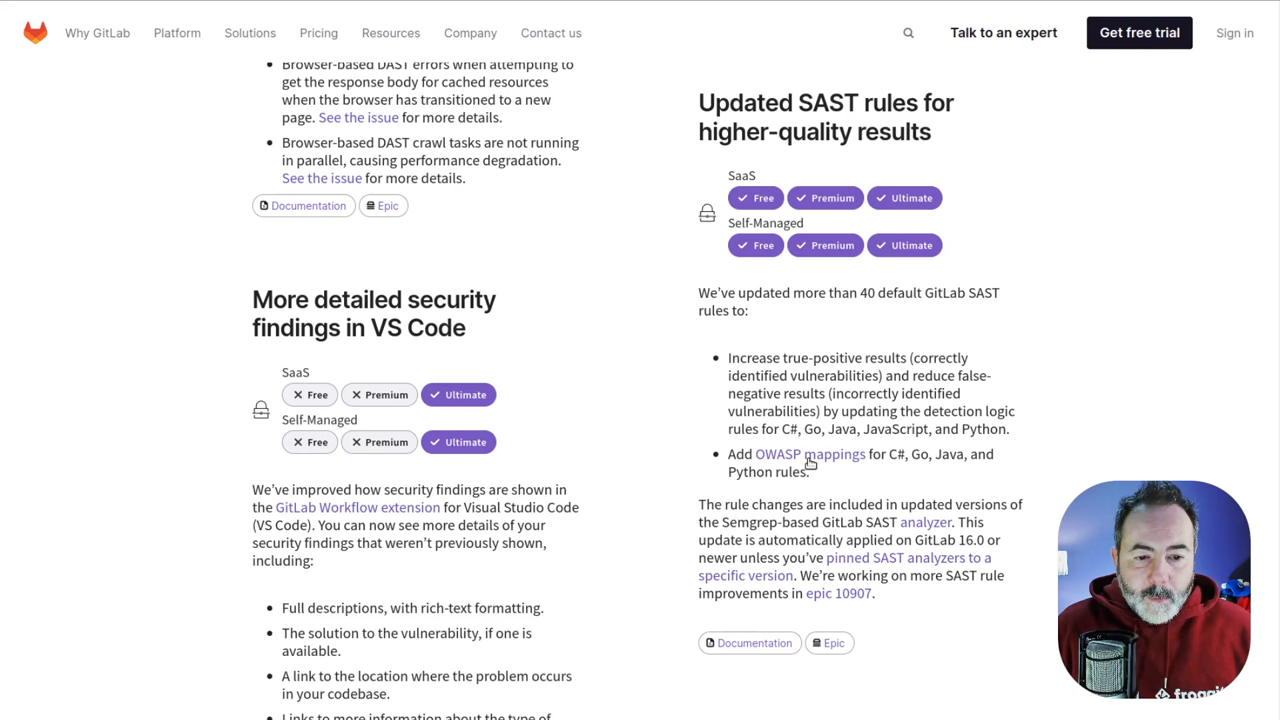 Why GitLab Platform Solutions Pricing Resources Company Contact us Talk to an expert Get free trial Sign in
Browser-based DAST errors when attempting to
get the response body for cached resources
when the browser has transitioned to a new
page. See the issue for more details.
Browser-based DAST crawl tasks are not running
in parallel, causing performance degradation.
See the issue for more details.
Documentation Epic
More detailed security
findings in VS Code
SaaS
Free Premium Ultimate
Self-Managed
Free Premium Ultimate
We've improved how security findings are shown in
the GitLab Workflow extension for Visual Studio Code
(VS Code). You can now see more details of your
security findings that weren't previously shown,
including:
Full descriptions, with rich-text formatting.
The solution to the vulnerability, if one is
available.
A link to the location where the problem occurs
in your codebase.
Links to more information about the type of
Updated SAST rules for
higher-quality results
SaaS
Free Premium Ultimate
Self-Managed
Free Premium Ultimate
We've updated more than 40 default GitLab SAST
rules to:
Increase true-positive results (correctly
identified vulnerabilities) and reduce false-
negative results (incorrectly identified
vulnerabilities) by updating the detection logic
rules for C#, Go, Java, JavaScript, and Python.
Add OWASP mappings for C#, Go, Java, and
Python rules.
The rule changes are included in updated versions of
the Semgrep-based GitLab SAST analyzer. This
update is automatically applied on GitLab 16.0 or
newer unless you've pinned SAST analyzers to a
specific version. We're working on more SAST rule
improvements in epic 10907.
Documentation Epic